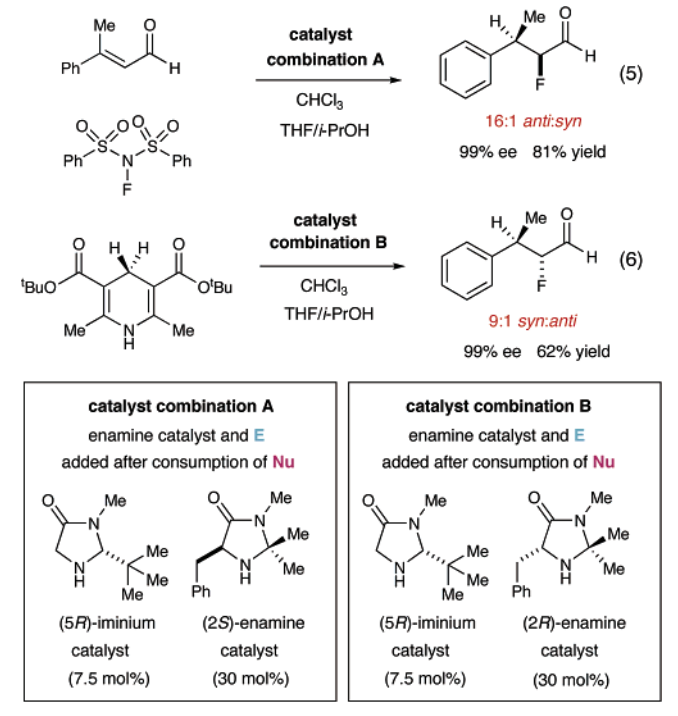 Me
O
Ph
H
catalyst
combination A
CHCl3
THF/i-PrOH
H
Me
O
H
F
(5)
16:1 anti:syn
99% ee 81% yield
O O O O
Ph S N S Ph
F
O H H O
tBuO OtBu
Me N Me
H
catalyst
combination B
CHCl3
THF/i-PrOH
H
Me
O
H
F
(6)
9:1 syn:anti
99% ee 62% yield
catalyst combination A
enamine catalyst and E
added after consumption of Nu
O
N
Me
N
H
Me
Me
Me
O
N
Me
Me
Me
N
H
Ph
(5R)-iminium
catalyst
(7.5 mol%)
(2S)-enamine
catalyst
(30 mol%)
catalyst combination B
enamine catalyst and E
added after consumption of Nu
O
N
Me
N
H
Me
Me
Me
O
N
Me
Me
Me
N
H
Ph
(5R)-iminium
catalyst
(7.5 mol%)
(2R)-enamine
catalyst
(30 mol%)